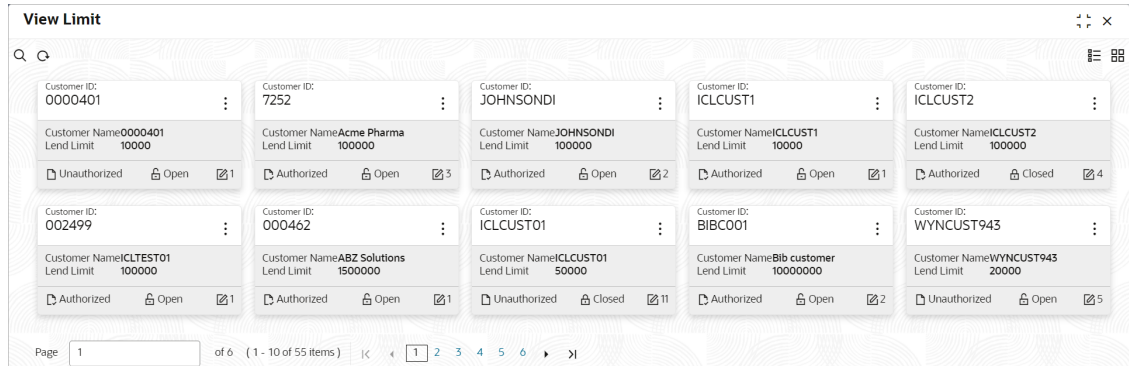 View Limit
Customer ID: Customer ID: Customer ID: Customer ID: Customer ID:
0000401 7252 JOHNSONDI ICLCUST1 ICLCUST2
Customer Name0000401 Customer NameAcme Pharma Customer NameJOHNSONDI Customer NameICLCUST1 Customer NameICLCUST2
Lend Limit 10000 Lend Limit 100000 Lend Limit 100000 Lend Limit 10000 Lend Limit 100000
Unauthorized Open 1 Authorized Open 3 Authorized Open 2 Authorized Open 1 Authorized Closed 4
Customer ID: Customer ID: Customer ID: Customer ID: Customer ID:
002499 000462 ICLCUST01 BIBC001 WYNCUST943
Customer NameICLTEST01 Customer NameABZ Solutions Customer NameICLCUST01 Customer NameBib customer Customer NameWYNCUST943
Lend Limit 100000 Lend Limit 1500000 Lend Limit 50000 Lend Limit 10000000 Lend Limit 20000
Authorized Open 1 Authorized Open 1 Unauthorized Closed 11 Authorized Open 2 Unauthorized Open 5
Page 1 of 6 ( 1 - 10 of 55 items ) 1 2 3 4 5 6